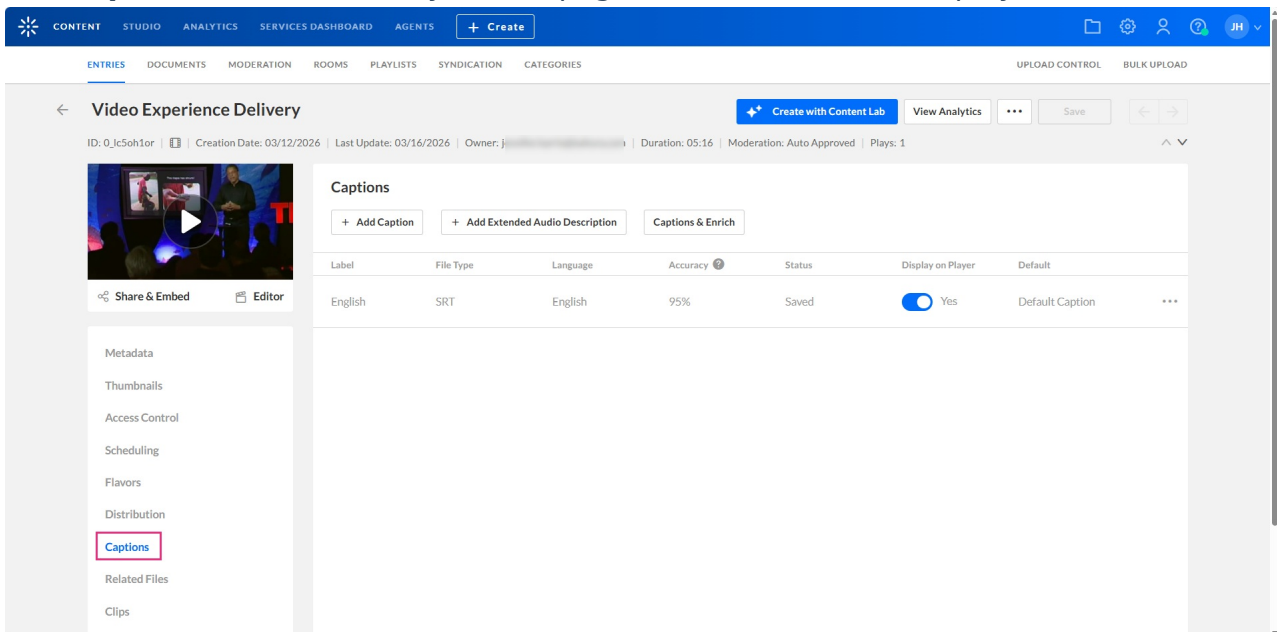 CONTENT STUDIO ANALYTICS SERVICES DASHBOARD AGENTS + Create JH
ENTRIES DOCUMENTS MODERATION ROOMS PLAYLISTS SYNDICATION CATEGORIES UPLOAD CONTROL BULK UPLOAD
Video Experience Delivery Create with Content Lab View Analytics ••• Save
ID: 0_lc5oh1or | Creation Date: 03/12/2026 | Last Update: 03/16/2026 | Owner: j | Duration: 05:16 | Moderation: Auto Approved | Plays: 1
Captions
+ Add Caption + Add Extended Audio Description Captions & Enrich
Label File Type Language Accuracy ? Status Display on Player Default
Share & Embed Editor
English SRT English 95% Saved Yes Default Caption •••
Metadata
Thumbnails
Access Control
Scheduling
Flavors
Distribution
Captions
Related Files
Clips